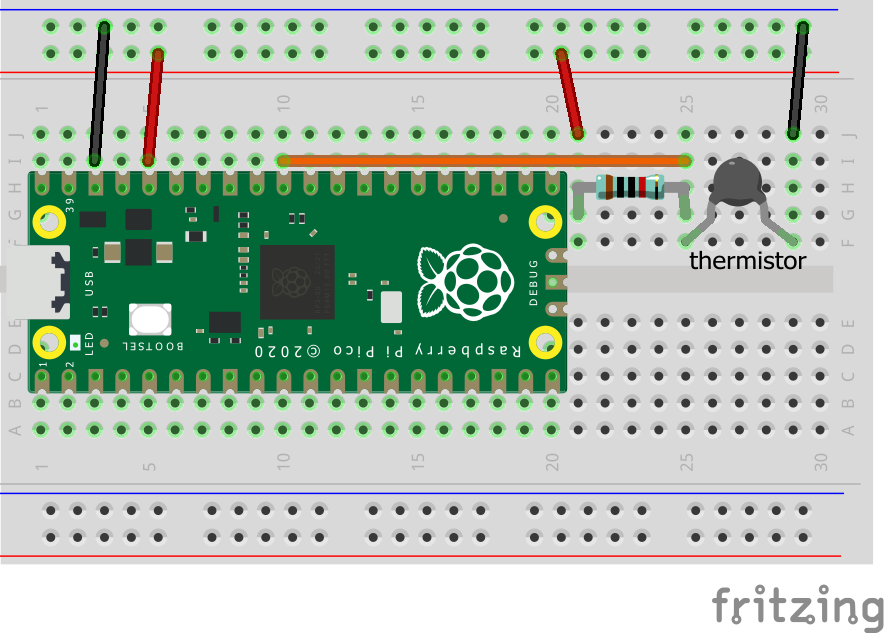 1 10 15 20 25 30
J J
I I
H H
39
G G
F F
thermistor
USB
DEBUG
E E
BOOTSEL
LED
Raspberry Pi Pico © 2020
D D
1 2
C C
B B
A A
1 5 10 15 20 25 30
fritzing